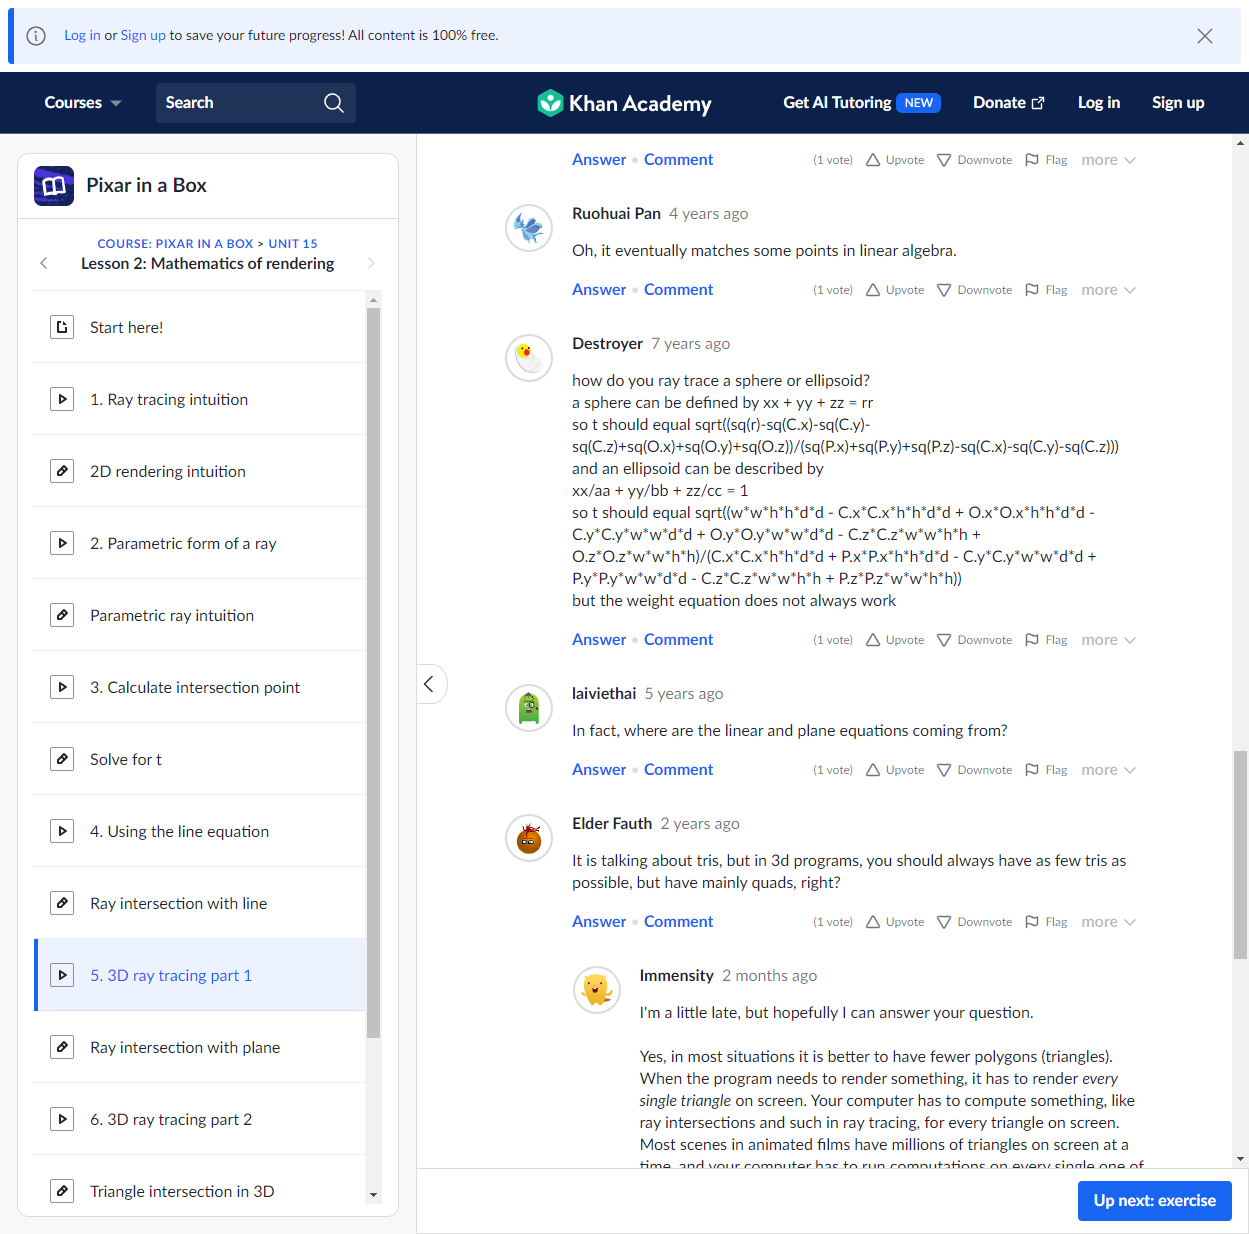 Log in or Sign up to save your future progress! All content is 100% free.
Courses
Search
Khan Academy
Get AI Tutoring NEW
Donate
Log in
Sign up
Pixar in a Box
COURSE: PIXAR IN A BOX > UNIT 15
Lesson 2: Mathematics of rendering
Start here!
1. Ray tracing intuition
2D rendering intuition
2. Parametric form of a ray
Parametric ray intuition
3. Calculate intersection point
Solve for t
4. Using the line equation
Ray intersection with line
5. 3D ray tracing part 1
Ray intersection with plane
6. 3D ray tracing part 2
Triangle intersection in 3D
Answer • Comment (1 vote) Upvote Downvote Flag more
Ruohuai Pan 4 years ago
Oh, it eventually matches some points in linear algebra.
Answer • Comment (1 vote) Upvote Downvote Flag more
Destroyer 7 years ago
how do you ray trace a sphere or ellipsoid?
a sphere can be defined by xx + yy + zz = rr
so t should equal sqrt((sq(r)-sq(C.x)-sq(C.y)-
sq(C.z)+sq(O.x)+sq(O.y)+sq(O.z))/(sq(P.x)+sq(P.y)+sq(P.z)-sq(C.x)-sq(C.y)-sq(C.z)))
and an ellipsoid can be described by
xx/aa + yy/bb + zz/cc = 1
so t should equal sqrt((w*w*h*h*d*d - C.x*C.x*h*h*d*d + O.x*O.x*h*h*d*d -
C.y*C.y*w*w*d*d + O.y*O.y*w*w*d*d - C.z*C.z*w*w*h*h +
O.z*O.z*w*w*h*h)/(C.x*C.x*h*h*d*d + P.x*P.x*h*h*d*d - C.y*C.y*w*w*d*d +
P.y*P.y*w*w*d*d - C.z*C.z*w*w*h*h + P.z*P.z*w*w*h*h))
but the weight equation does not always work
Answer • Comment (1 vote) Upvote Downvote Flag more
laiviethai 5 years ago
In fact, where are the linear and plane equations coming from?
Answer • Comment (1 vote) Upvote Downvote Flag more
Elder Fauth 2 years ago
It is talking about tris, but in 3d programs, you should always have as few tris as
possible, but have mainly quads, right?
Answer • Comment (1 vote) Upvote Downvote Flag more
Immensity 2 months ago
I'm a little late, but hopefully I can answer your question.
Yes, in most situations it is better to have fewer polygons (triangles).
When the program needs to render something, it has to render every
single triangle on screen. Your computer has to compute something, like
ray intersections and such in ray tracing, for every triangle on screen.
Most scenes in animated films have millions of triangles on screen at a
time, and your computer has to run computations on every single one of
Up next: exercise